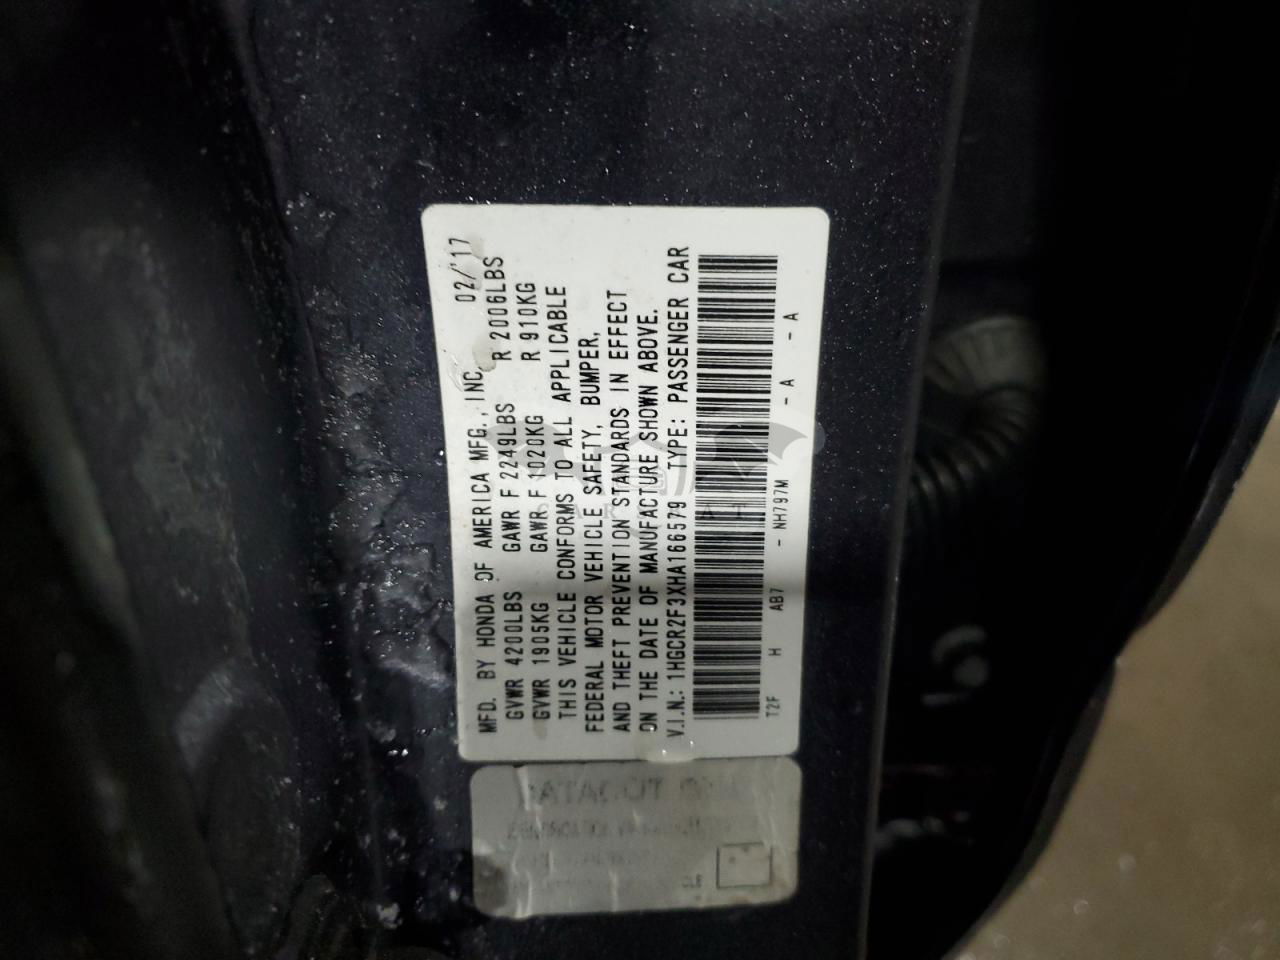 MFD. BY HONDA OF AMERICA MFG., INC. 02/'17
GVWR 4200LBS GAWR F 2249LBS R 2006LBS
GVWR 1905KG GAWR F 1020KG R 910KG
THIS VEHICLE CONFORMS TO ALL APPLICABLE
FEDERAL MOTOR VEHICLE SAFETY, BUMPER,
AND THEFT PREVENTION STANDARDS IN EFFECT
ON THE DATE OF MANUFACTURE SHOWN ABOVE.
V.I.N.: 1HGCR2F3XHA166579 TYPE: PASSENGER CAR
T2F H AB7 - NH797M - A - A